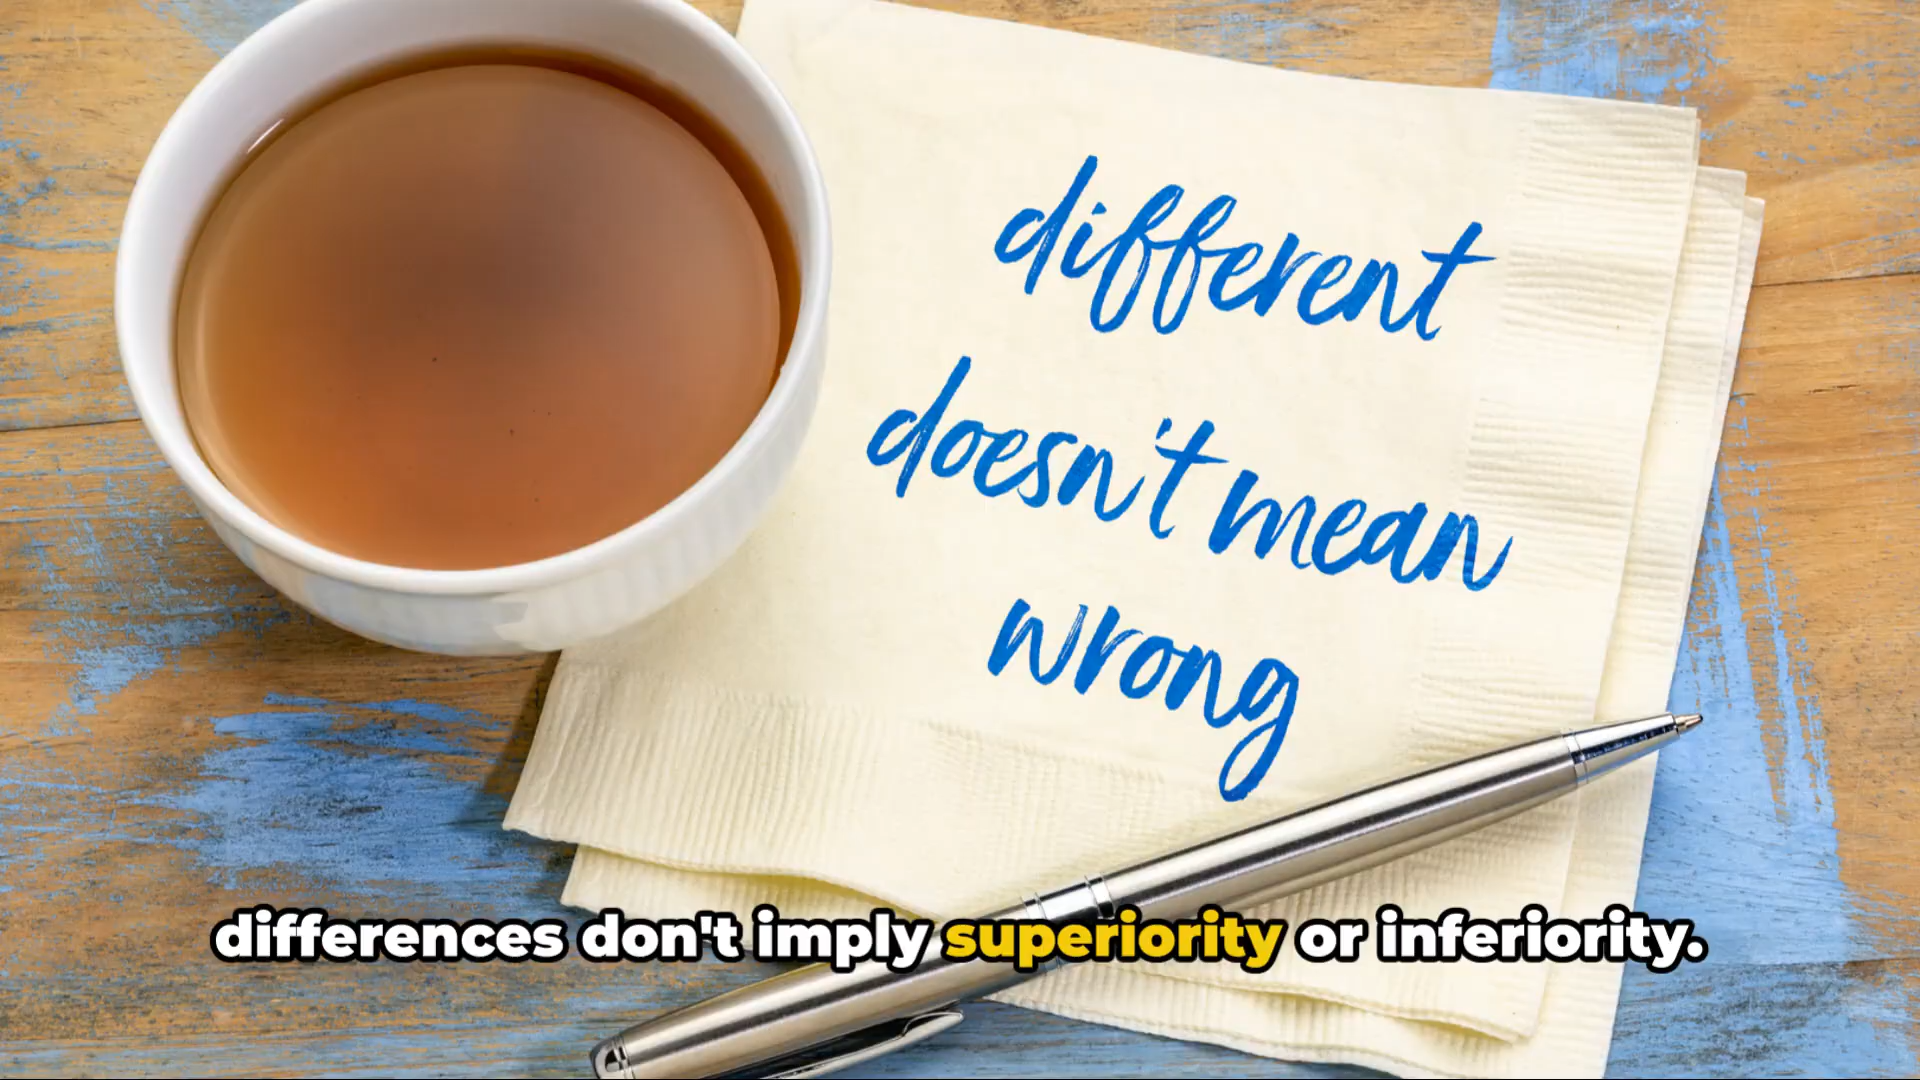 different
doesn't mean
wrong
differences don't imply superiority or inferiority.